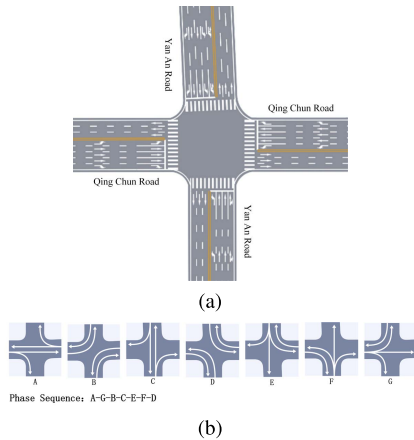 Yan An Road
Qing Chun Road
Qing Chun Road
Yan An Road
(a)
A B C D E F G
Phase Sequence: A-G-B-C-E-F-D
(b)